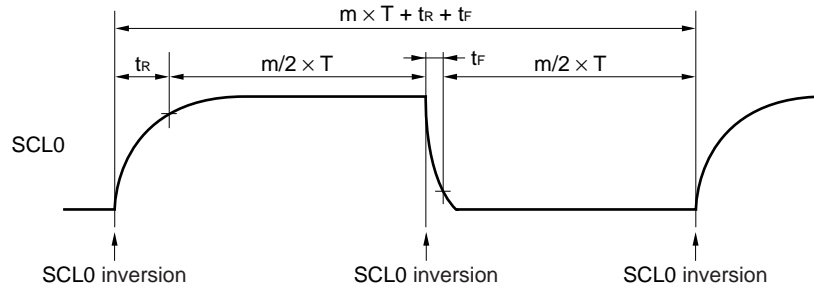 m × T + tR + tF
tR
m/2 × T
tF
m/2 × T
SCL0
SCL0 inversion
SCL0 inversion
SCL0 inversion